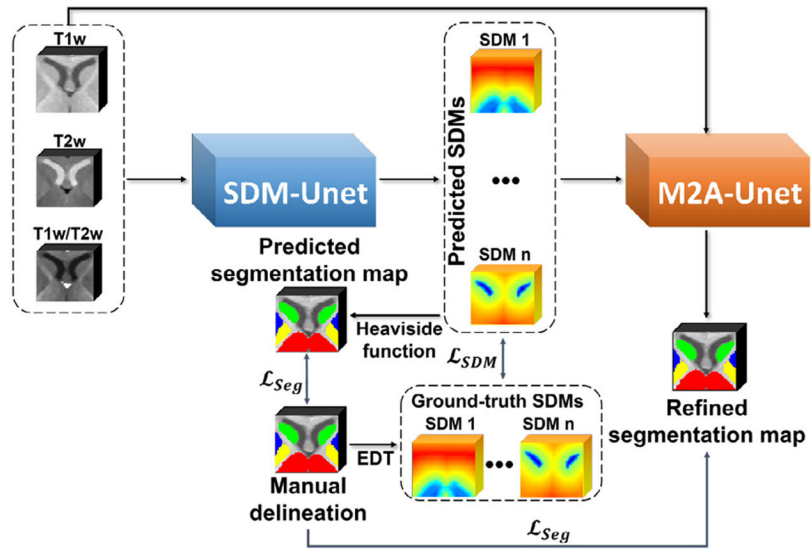 T1w
T2w
T1w/T2w
SDM-Unet
Predicted SDMs
SDM 1
•••
SDM n
M2A-Unet
Predicted
segmentation map
Heaviside
function
ℒSeg
ℒSDM
Manual
delineation
EDT
Ground-truth SDMs
SDM 1 ••• SDM n
Refined
segmentation map
ℒSeg